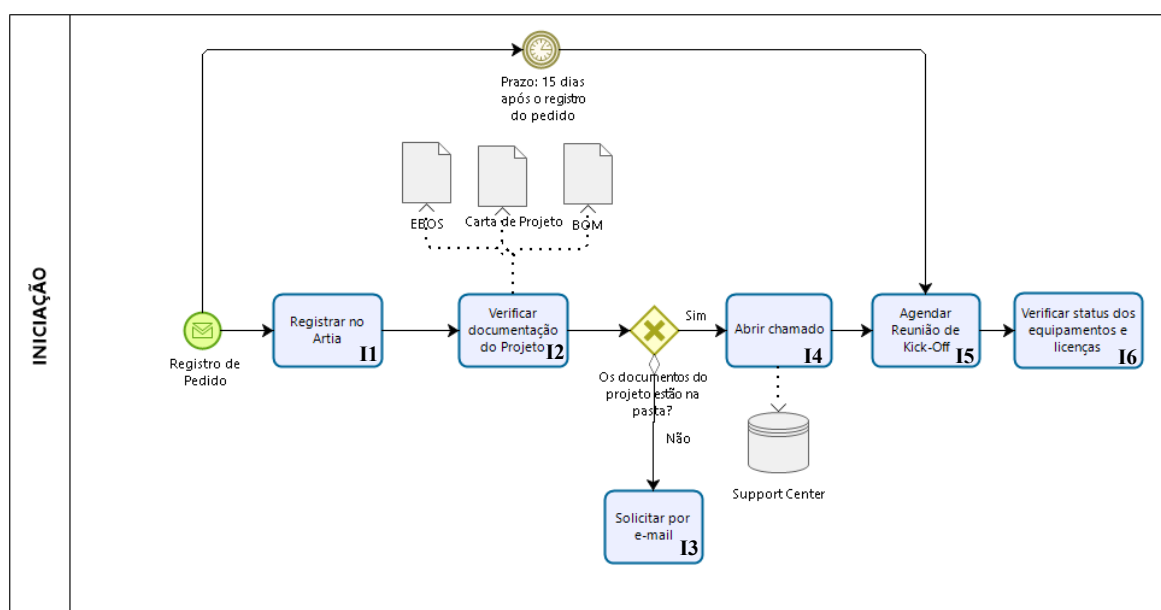 INICIAÇÃO
Prazo: 15 dias
após o registro
do pedido
EBOS
Carta de Projeto
BOM
Registro de
Pedido
Registrar no
Artia
I1
Verificar
documentação
do Projeto
I2
Sim
Os documentos do
projeto estão na
pasta?
Não
Solicitar por
e-mail
I3
Abrir chamado
I4
Support Center
Agendar
Reunião de
Kick-Off
I5
Verificar status dos
equipamentos e
licenças
I6